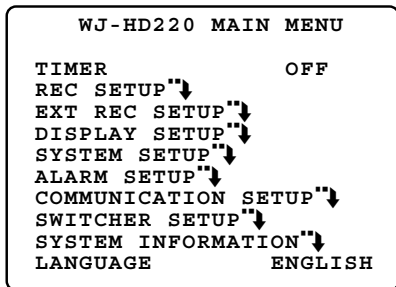 WJ-HD220 MAIN MENU
TIMER OFF
REC SETUP
EXT REC SETUP
DISPLAY SETUP
SYSTEM SETUP
ALARM SETUP
COMMUNICATION SETUP
SWITCHER SETUP
SYSTEM INFORMATION
LANGUAGE ENGLISH